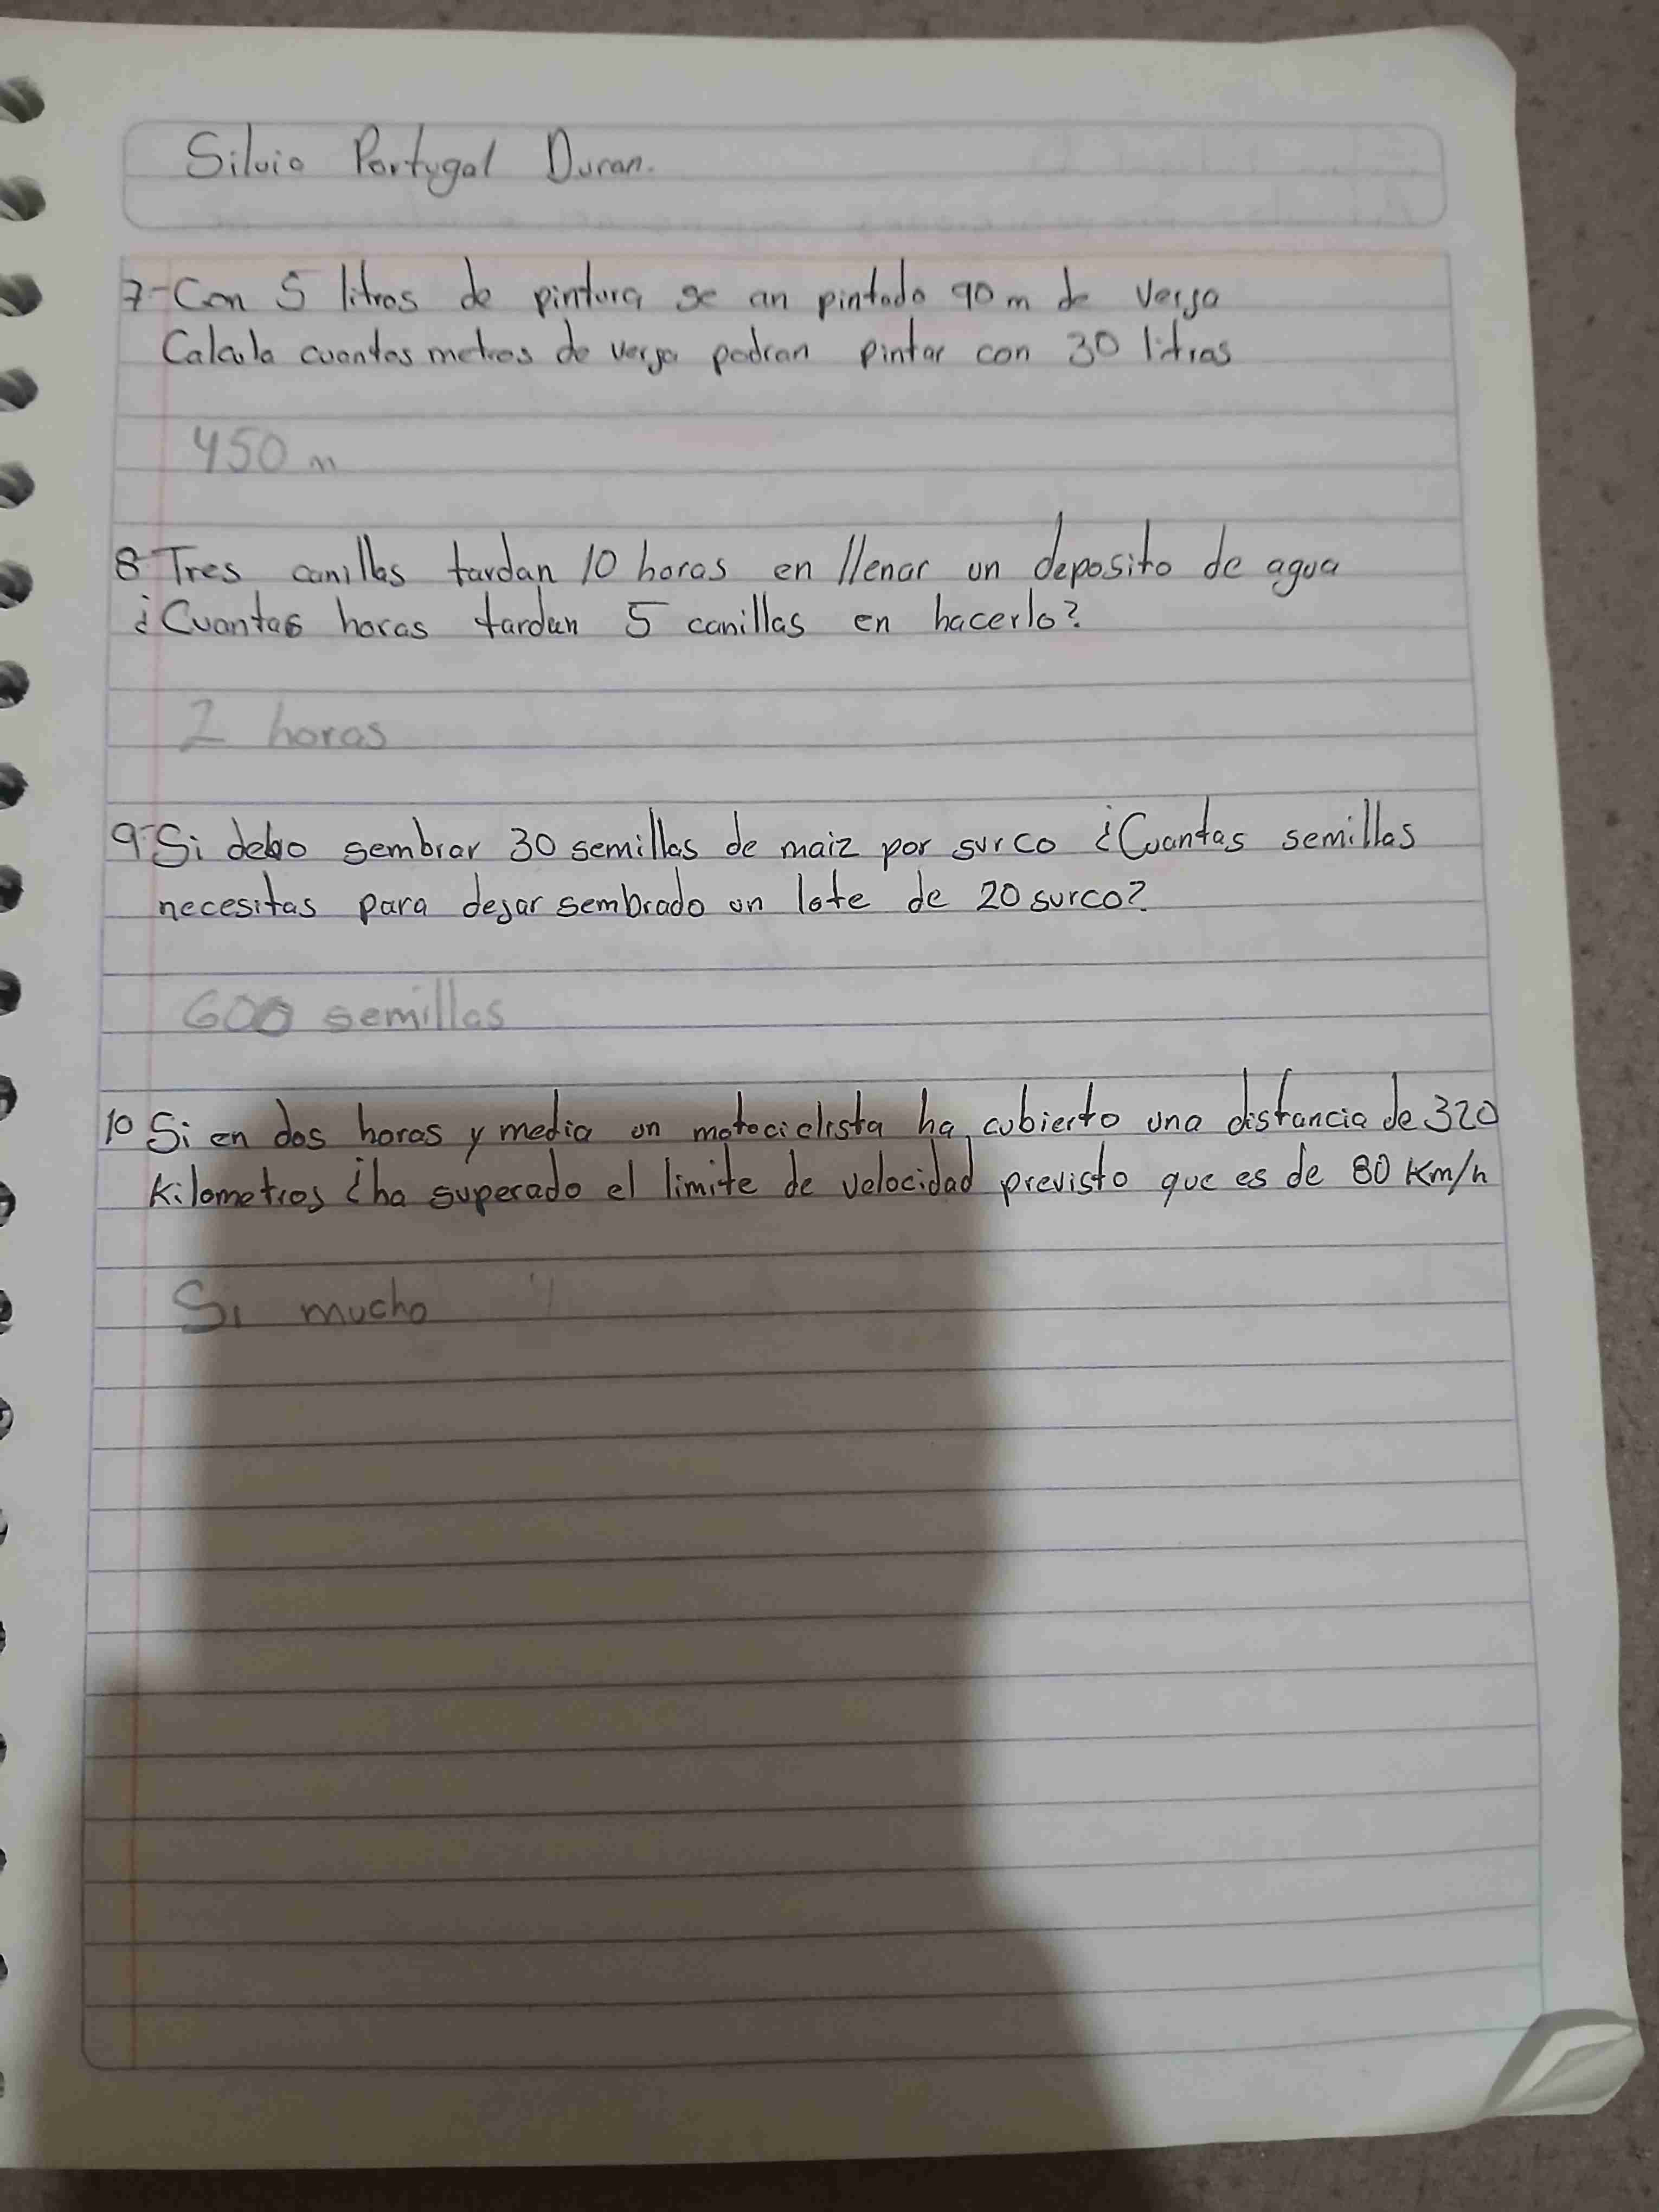 Silvio Portugal Duran.
7-Con 5 litros de pintura se an pintado 90 m de verja
Calcula cuantos metros de verja podran pintar con 30 litros
450 m
8-Tres canillas tardan 10 horas en llenar un deposito de agua
¿Cuantas horas tardan 5 canillas en hacerlo?
2 horas
9-Si debo sembrar 30 semillas de maiz por surco ¿Cuantas semillas
necesitas para dejar sembrado un lote de 20 surco?
600 semillas
10 Si en dos horas y media un motociclista ha cubierto una distancia de 320
Kilometros ¿ha superado el limite de velocidad previsto que es de 80 Km/h
Si mucho